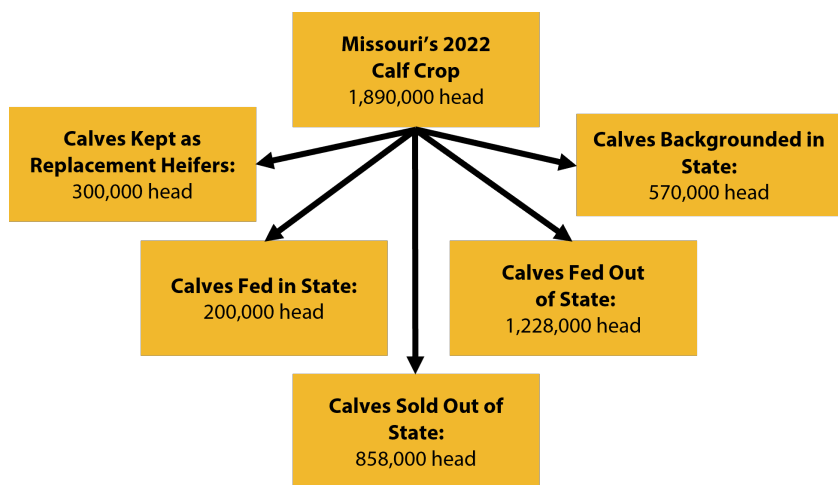 Missouri's 2022
Calf Crop
1,890,000 head
Calves Kept as
Replacement Heifers:
300,000 head
Calves Backgrounded in
State:
570,000 head
Calves Fed in State:
200,000 head
Calves Fed Out
of State:
1,228,000 head
Calves Sold Out of
State:
858,000 head